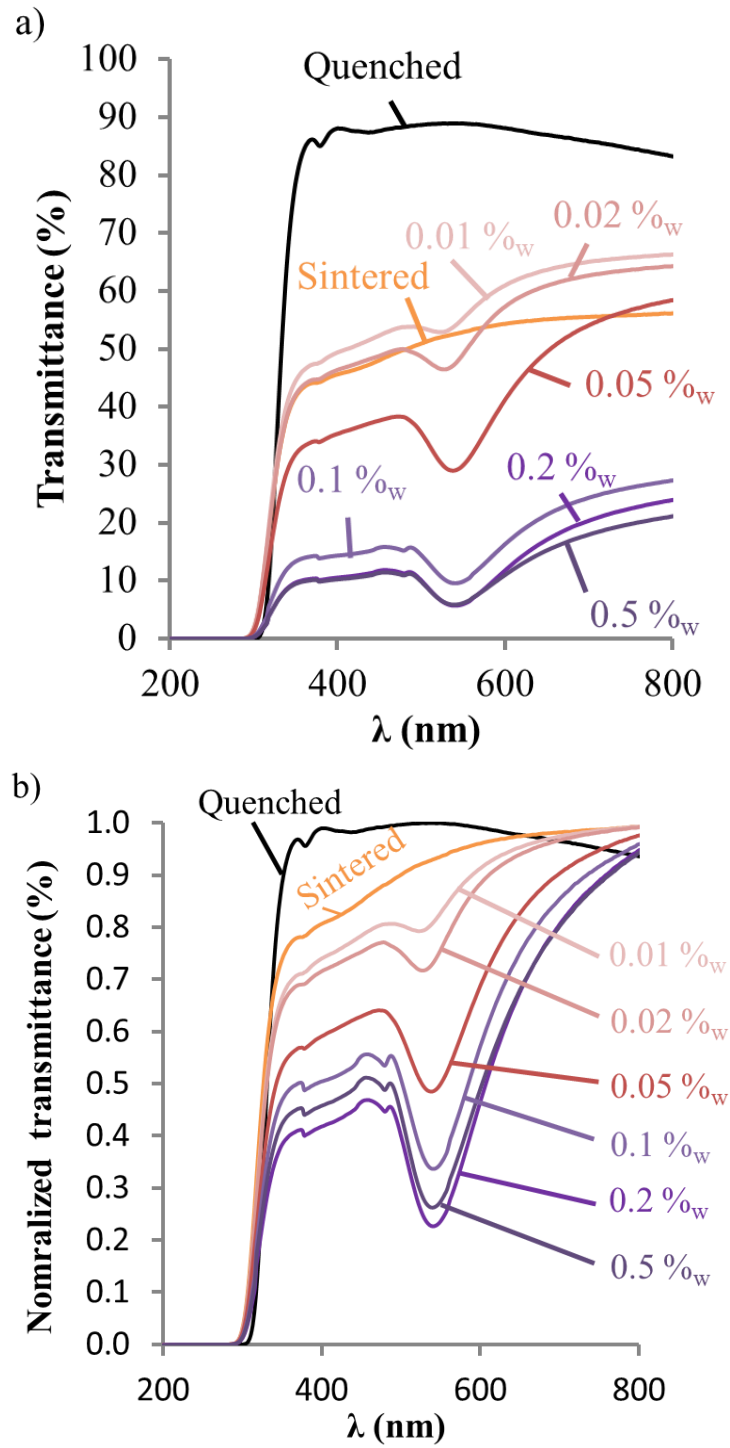 a)
Transmittance (%)
100
90
80
70
60
50
40
30
20
10
0
Quenched
0.01 %w
0.02 %w
Sintered
0.05 %w
0.1 %w
0.2 %w
0.5 %w
200
400
600
800
λ (nm)
b)
Nomralized transmittance (%)
1.0
0.9
0.8
0.7
0.6
0.5
0.4
0.3
0.2
0.1
0.0
Quenched
Sintered
0.01 %w
0.02 %w
0.05 %w
0.1 %w
0.2 %w
0.5 %w
200
400
600
800
λ (nm)